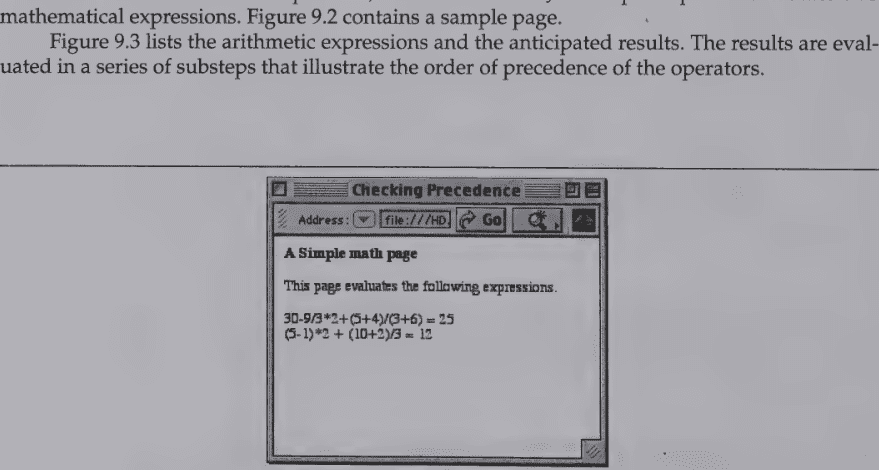 mathematical expressions. Figure 9.2 contains a sample page.
Figure 9.3 lists the arithmetic expressions and the anticipated results. The results are eval-
uated in a series of substeps that illustrate the order of precedence of the operators.
Checking Precedence
Address: file:///HD. Go
A Simple math page
This page evaluates the following expressions.
30-9/3*2+(5+4)/(3+6) = 25
(5-1)*2 + (10+2)/3 = 12